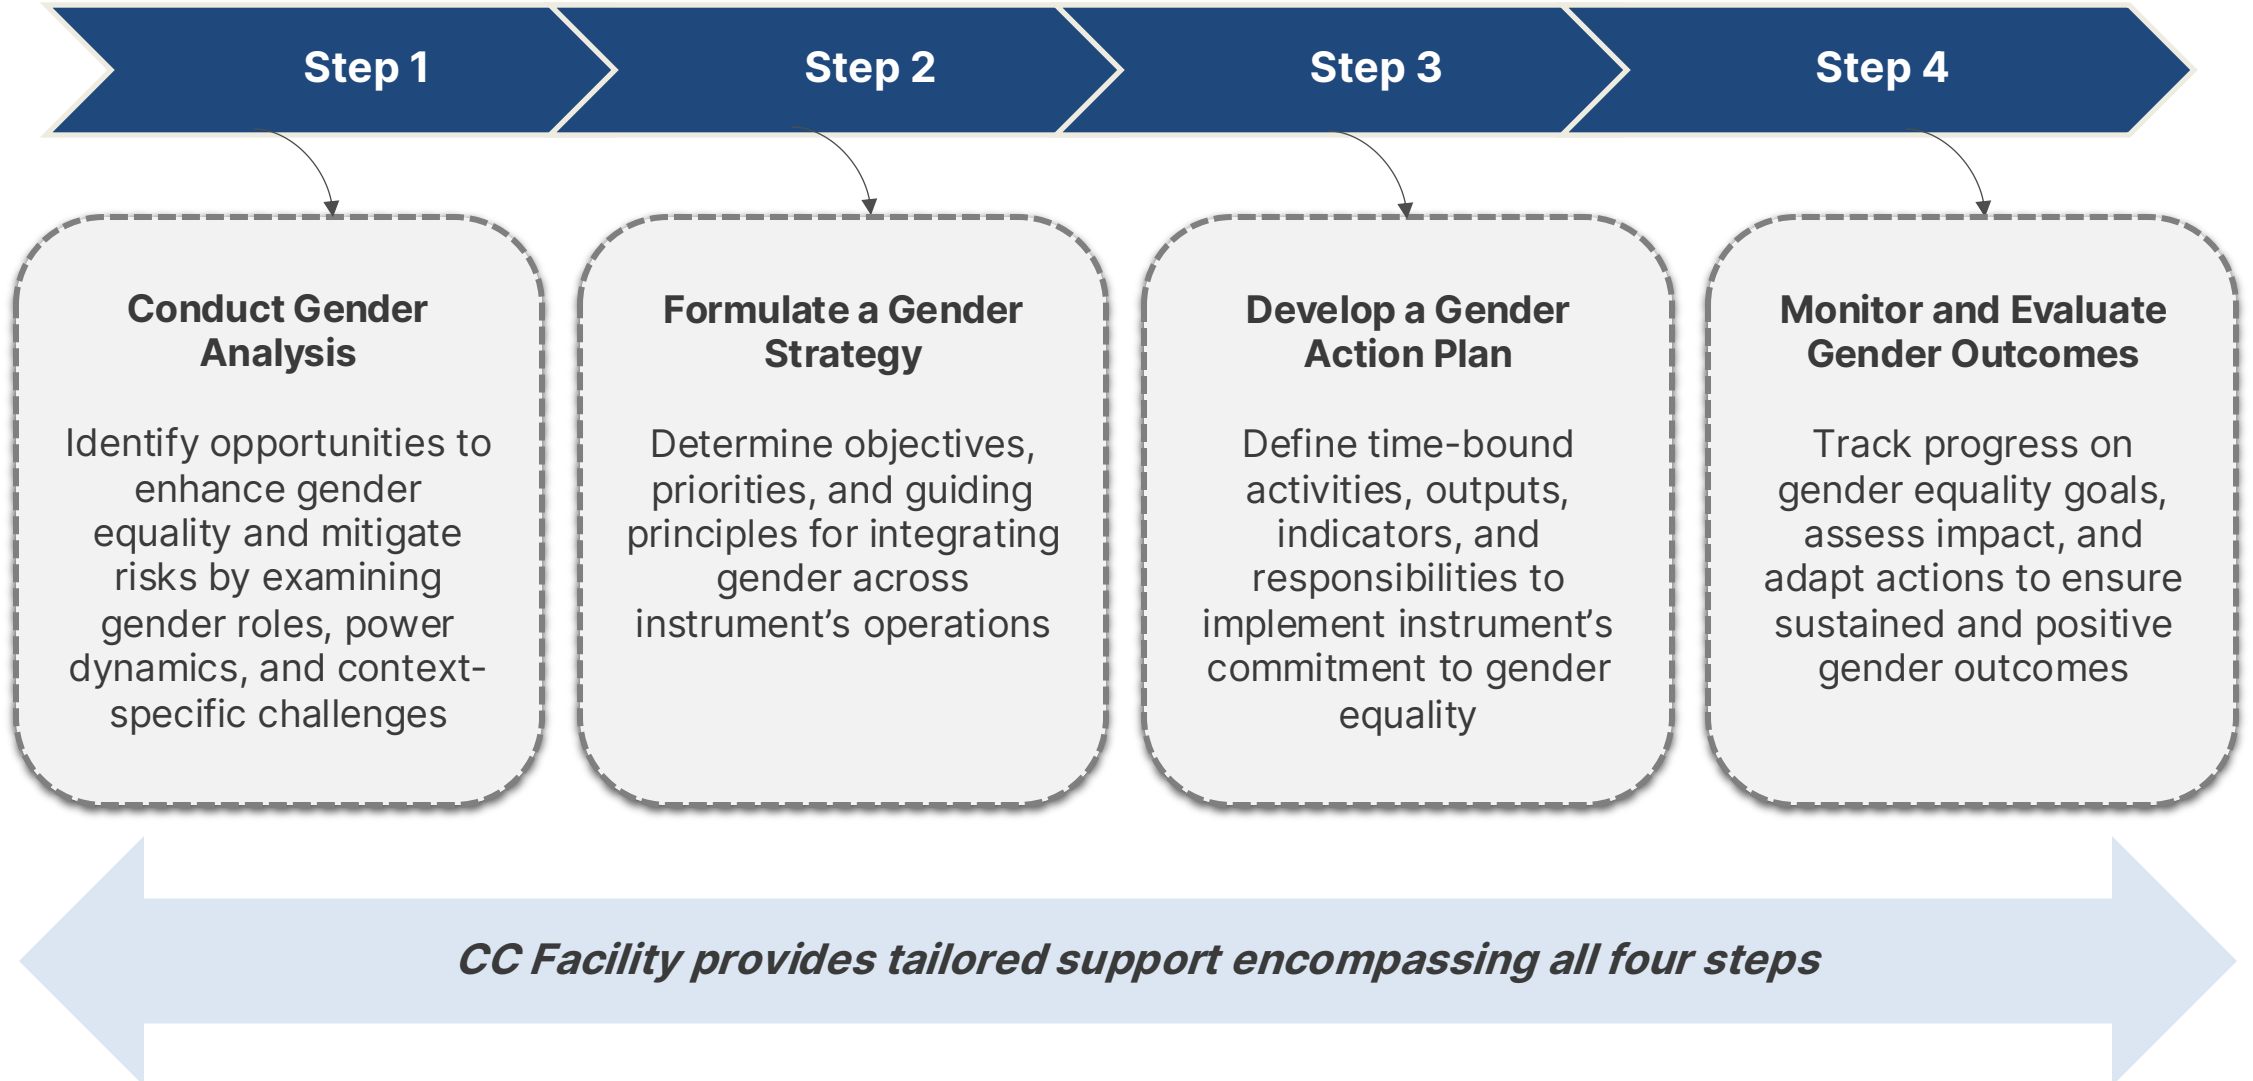 Step 1
Step 2
Step 3
Step 4
Conduct Gender
Analysis
Identify opportunities to
enhance gender
equality and mitigate
risks by examining
gender roles, power
dynamics, and context-
specific challenges
Formulate a Gender
Strategy
Determine objectives,
priorities, and guiding
principles for integrating
gender across
instrument’s operations
Develop a Gender
Action Plan
Define time-bound
activities, outputs,
indicators, and
responsibilities to
implement instrument’s
commitment to gender
equality
Monitor and Evaluate
Gender Outcomes
Track progress on
gender equality goals,
assess impact, and
adapt actions to ensure
sustained and positive
gender outcomes
CC Facility provides tailored support encompassing all four steps